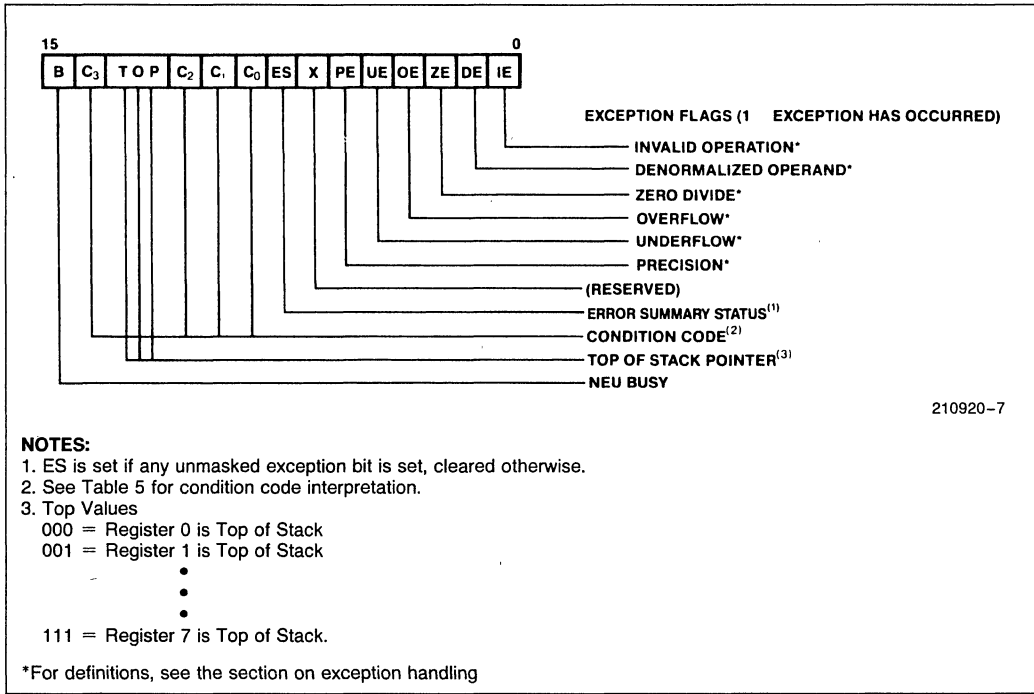 15 0
B C3 T O P C2 C1 C0 ES X PE UE OE ZE DE IE
EXCEPTION FLAGS (1 EXCEPTION HAS OCCURRED)
INVALID OPERATION*
DENORMALIZED OPERAND*
ZERO DIVIDE*
OVERFLOW*
UNDERFLOW*
PRECISION*
(RESERVED)
ERROR SUMMARY STATUS(1)
CONDITION CODE(2)
TOP OF STACK POINTER(3)
NEU BUSY
210920–7
NOTES:
1. ES is set if any unmasked exception bit is set, cleared otherwise.
2. See Table 5 for condition code interpretation.
3. Top Values
000 = Register 0 is Top of Stack
001 = Register 1 is Top of Stack
•
•
•
111 = Register 7 is Top of Stack.
*For definitions, see the section on exception handling